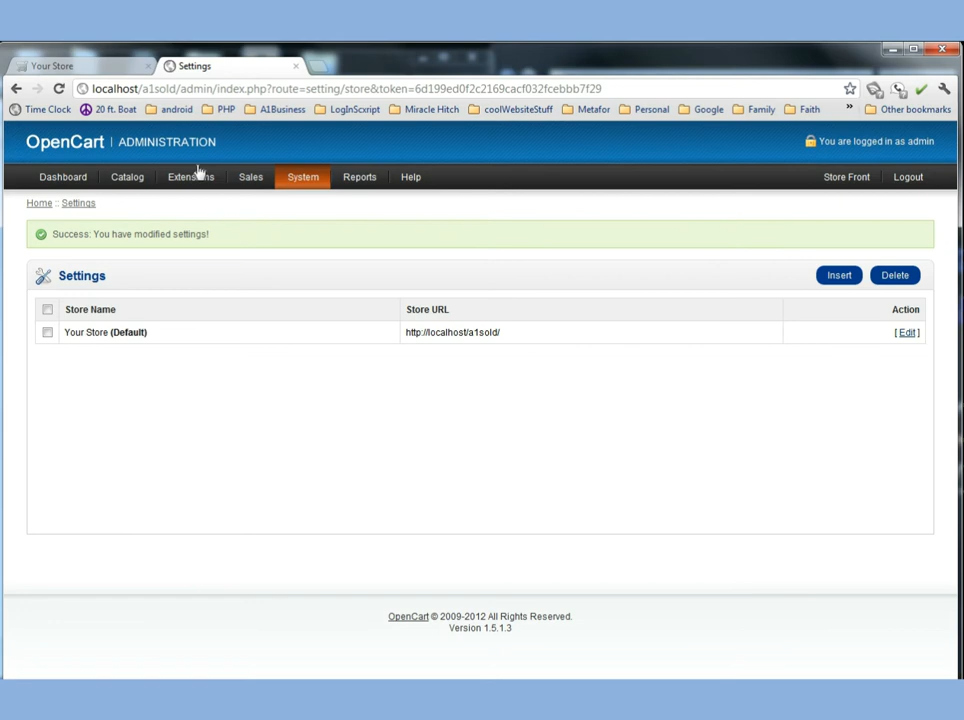 Your Store
Settings
localhost/a1sold/admin/index.php?route=setting/store&token=6d199ed0f2c2169cacf032fcebbb7f29
Time Clock 20 ft. Boat android PHP A1Business LogInScxript Miracle Hitch coolWebsiteStuff Metafor Personal Google Family Faith » Other bookmarks
OpenCart | ADMINISTRATION
You are logged in as admin
Dashboard Catalog Extensions Sales System Reports Help Store Front Logout
Home :: Settings
Success: You have modified settings!
Settings
Insert Delete
Store Name Store URL Action
Your Store (Default) http://localhost/a1sold/ [ Edit ]
OpenCart © 2009-2012 All Rights Reserved.
Version 1.5.1.3